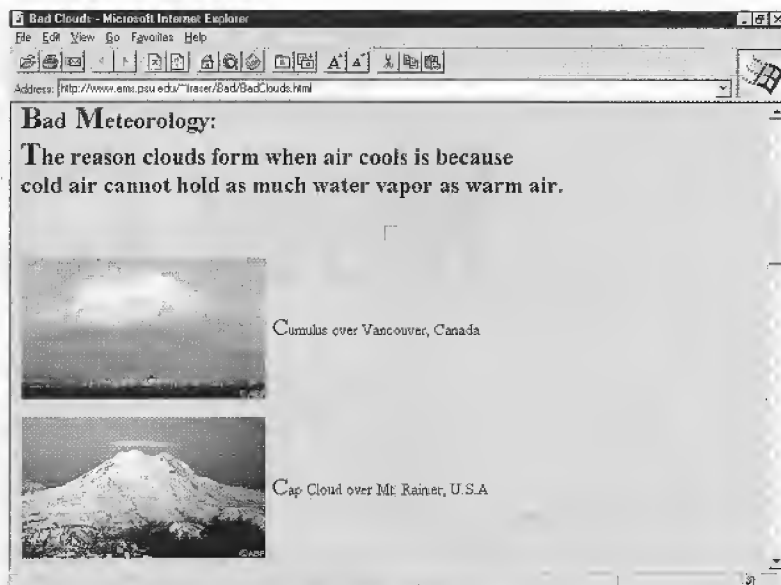 Bad Clouds - Microsoft Internet Explorer
File Edit View Go Favorites Help
Address: http://www.ems.psu.edu/~fraser/Bad/BadClouds.html
Bad Meteorology:
The reason clouds form when air cools is because
cold air cannot hold as much water vapor as warm air.
Cumulus over Vancouver, Canada
Cap Cloud over Mt. Rainer, U.S.A
©ABF